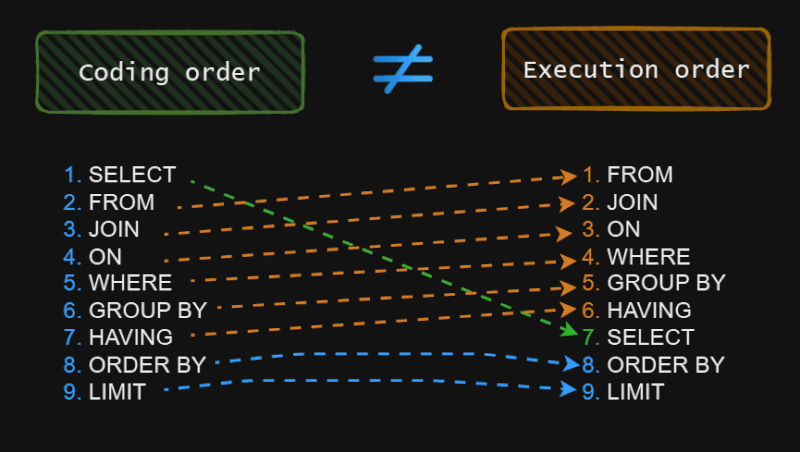 Coding order
≠
Execution order
1. SELECT
2. FROM
3. JOIN
4. ON
5. WHERE
6. GROUP BY
7. HAVING
8. ORDER BY
9. LIMIT
1. FROM
2. JOIN
3. ON
4. WHERE
5. GROUP BY
6. HAVING
7. SELECT
8. ORDER BY
9. LIMIT